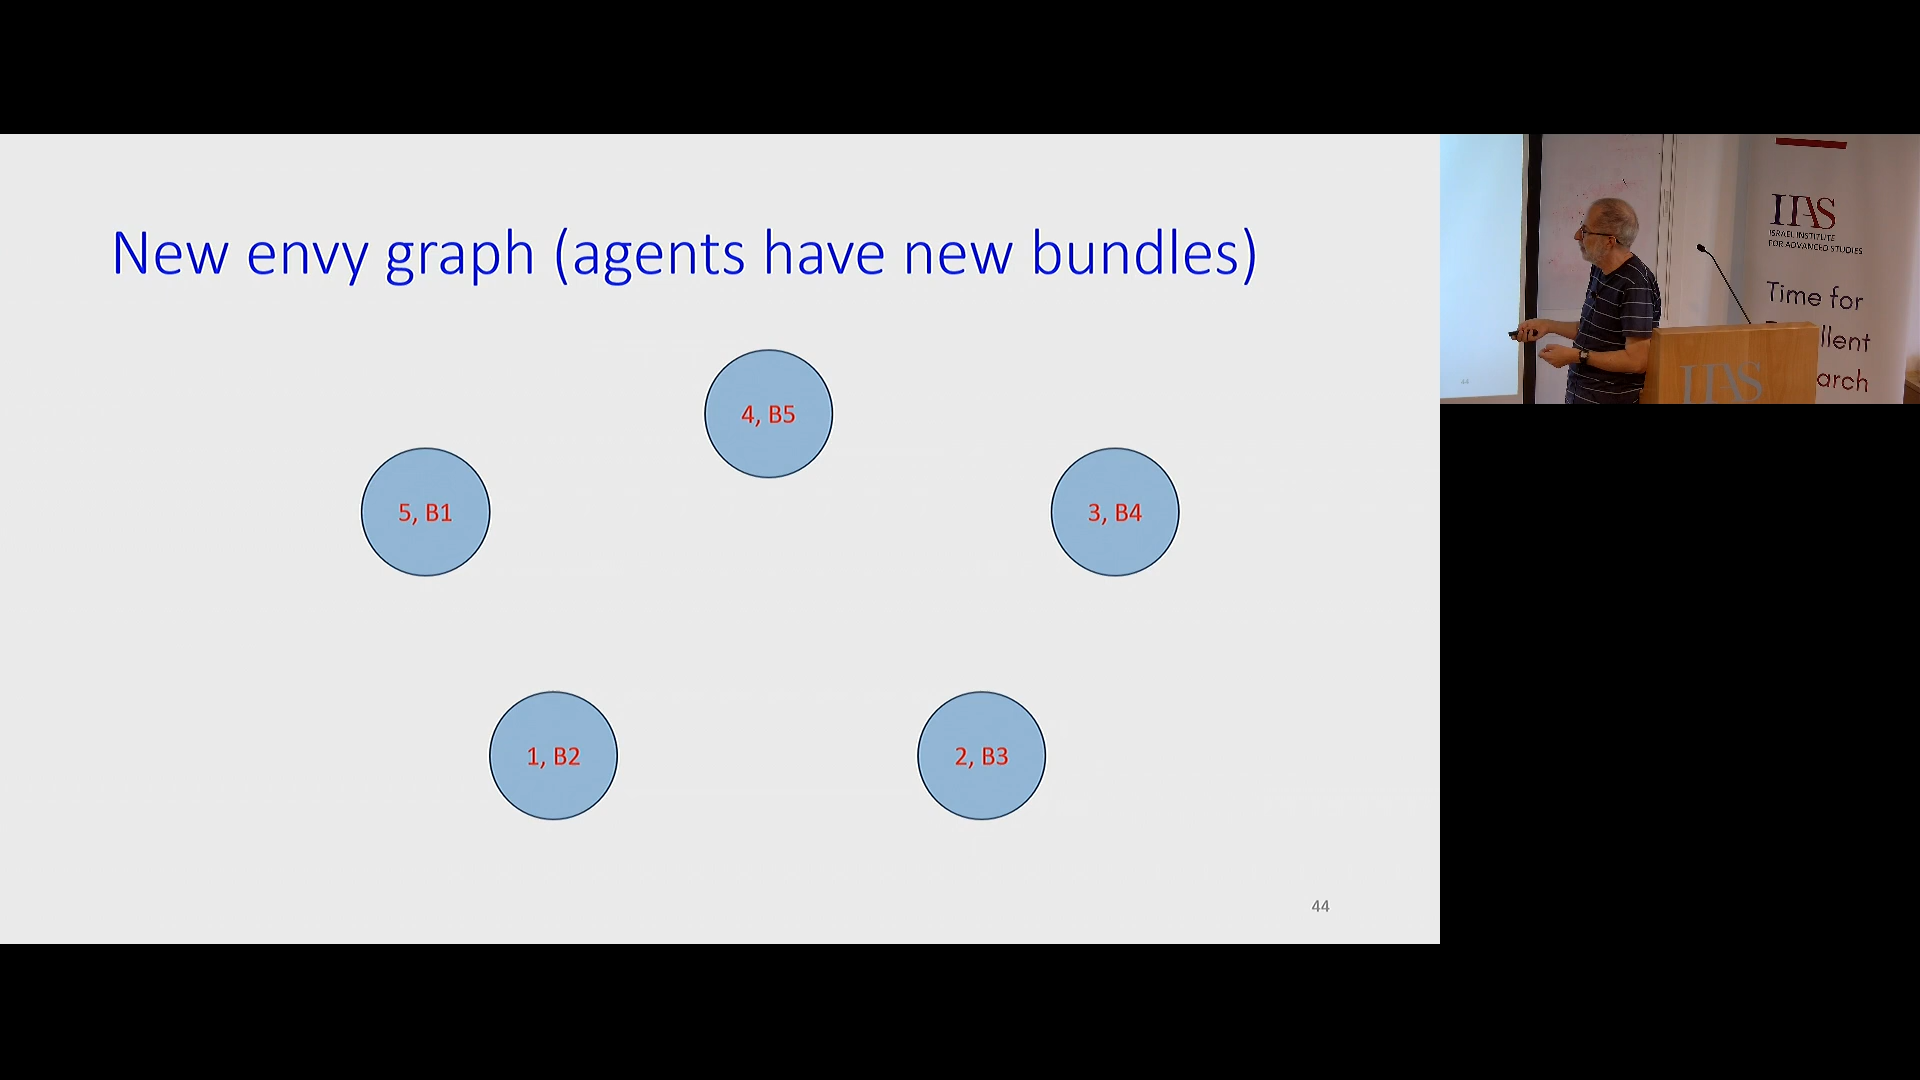 New envy graph (agents have new bundles)
4, B5
5, B1
3, B4
1, B2
2, B3
44
IIAS
ISRAEL INSTITUTE
FOR ADVANCED STUDIES
Time for
llent
arch
IIAS